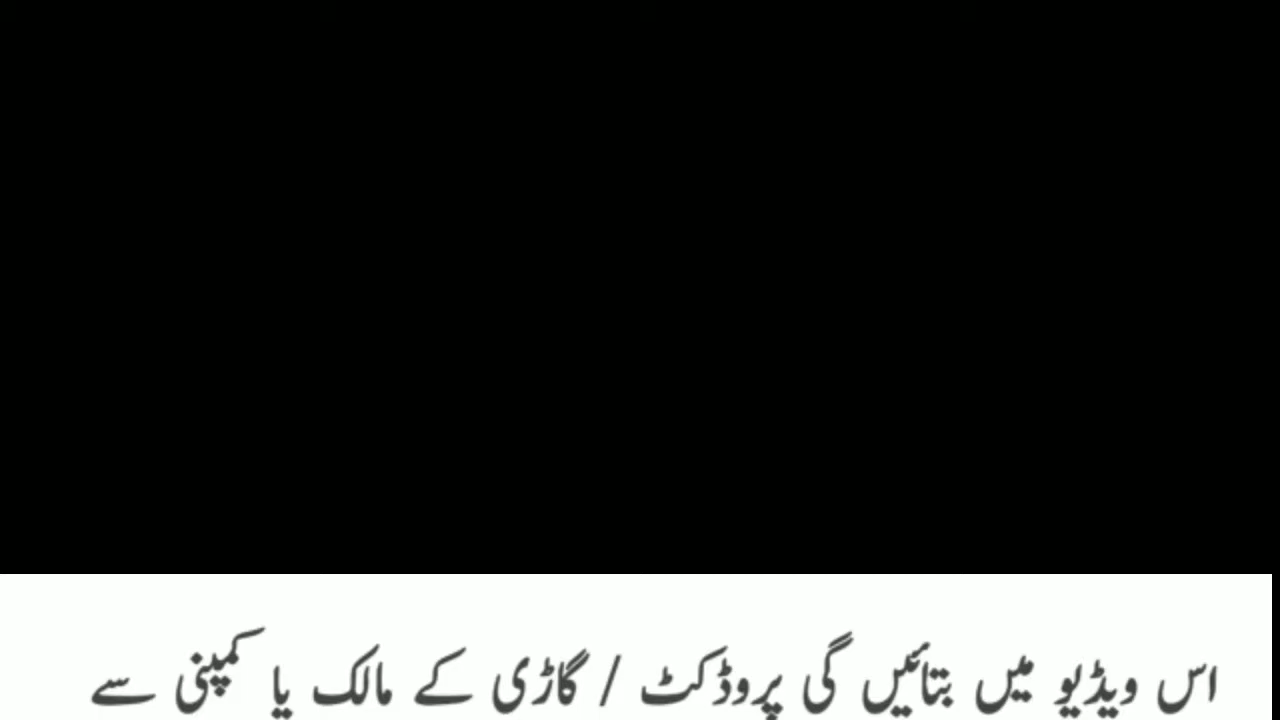 اس ویڈیو میں بتائیں گی پروڈکٹ / گاڑی کے مالک یا کمپنی سے